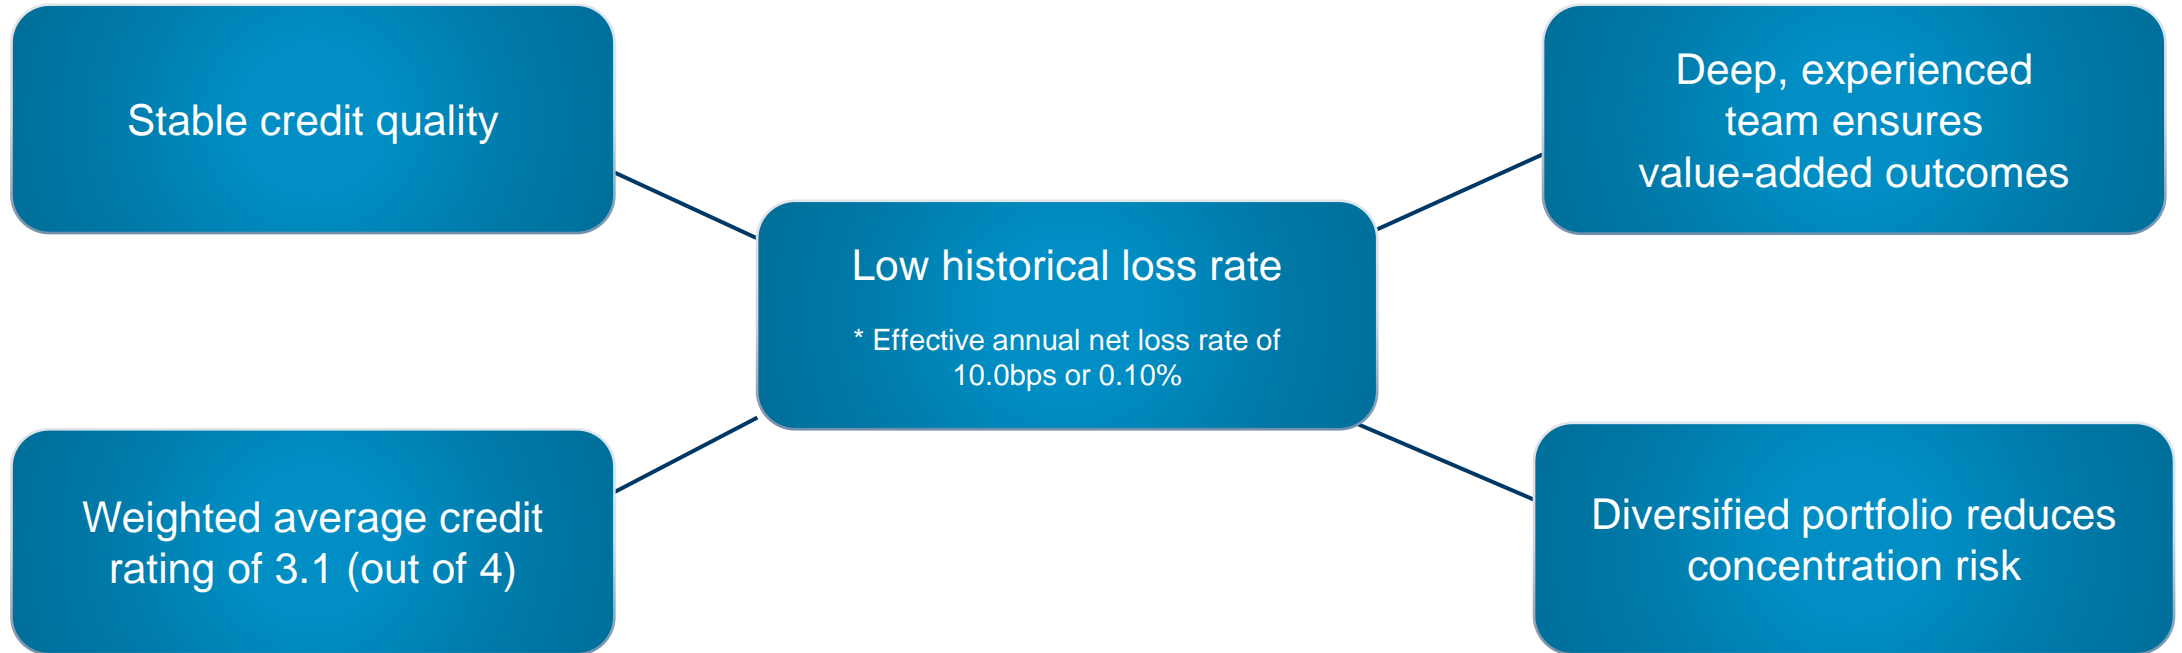 Stable credit quality
Deep, experienced
team ensures
value-added outcomes
Low historical loss rate
* Effective annual net loss rate of
10.0bps or 0.10%
Weighted average credit
rating of 3.1 (out of 4)
Diversified portfolio reduces
concentration risk